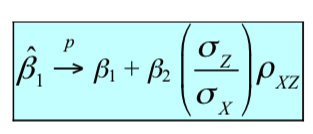 β̂₁ →ᵖ β₁ + β₂ (σ_Z / σ_X) ρ_XZ